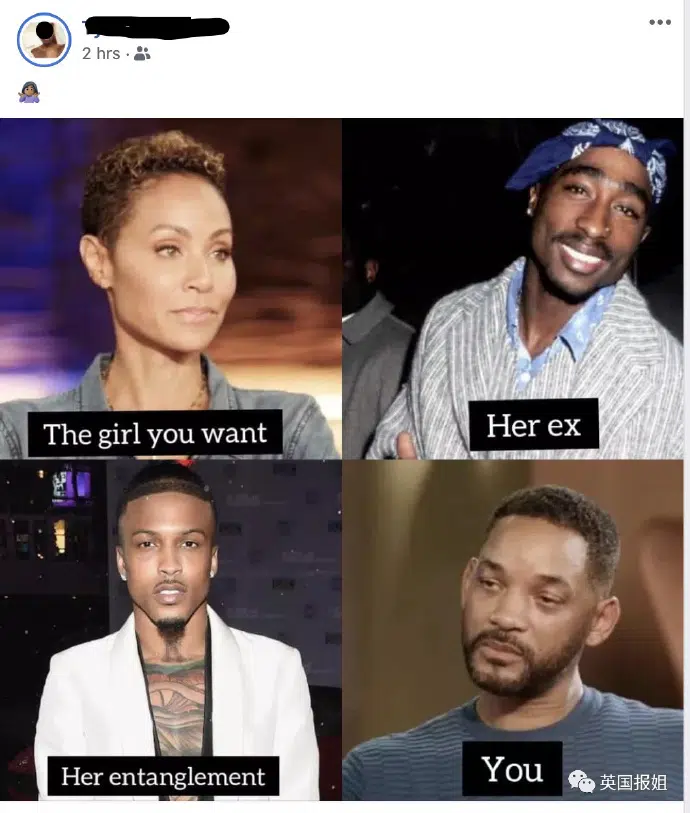 2 hrs ·
The girl you want
Her ex
Her entanglement
You
英国报姐